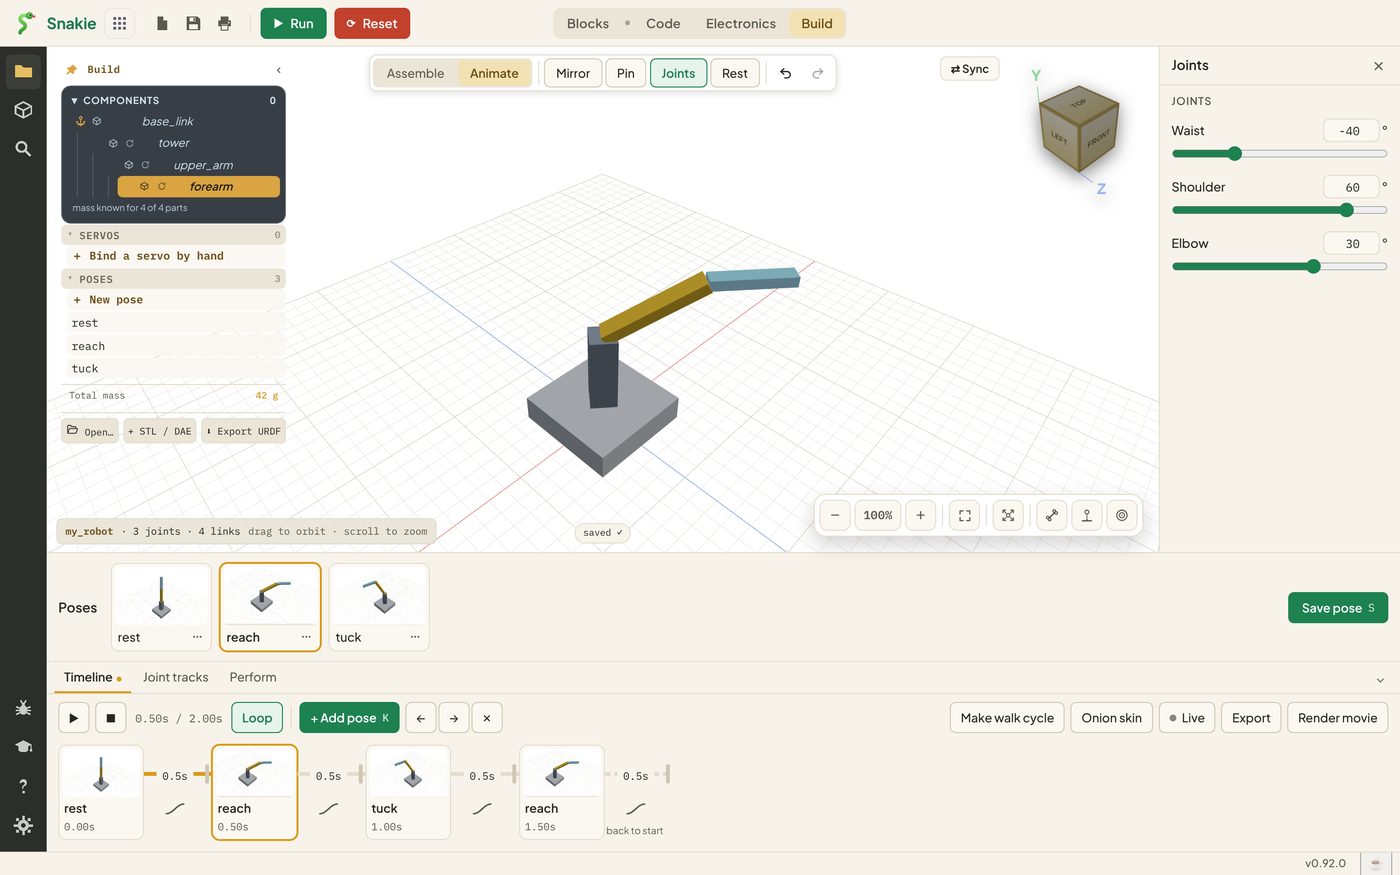 Snakie
Run
Reset
Blocks
Code
Electronics
Build
Build
COMPONENTS 0
base_link
tower
upper_arm
forearm
mass known for 4 of 4 parts
SERVOS 0
+ Bind a servo by hand
POSES 3
+ New pose
rest
reach
tuck
Total mass 42 g
Open…
+ STL / DAE
Export URDF
Assemble
Animate
Mirror
Pin
Joints
Rest
Sync
Y
TOP
LEFT
FRONT
Z
my_robot · 3 joints · 4 links drag to orbit · scroll to zoom
saved ✓
− 100% +
Joints
JOINTS
Waist -40 °
Shoulder 60 °
Elbow 30 °
Poses
rest ...
reach ...
tuck ...
Save pose S
Timeline
Joint tracks
Perform
0.50s / 2.00s
Loop
+ Add pose K
← → ×
Make walk cycle
Onion skin
Live
Export
Render movie
rest
0.00s
0.5s
reach
0.50s
0.5s
tuck
1.00s
0.5s
reach
1.50s
0.5s
back to start
?
v0.92.0